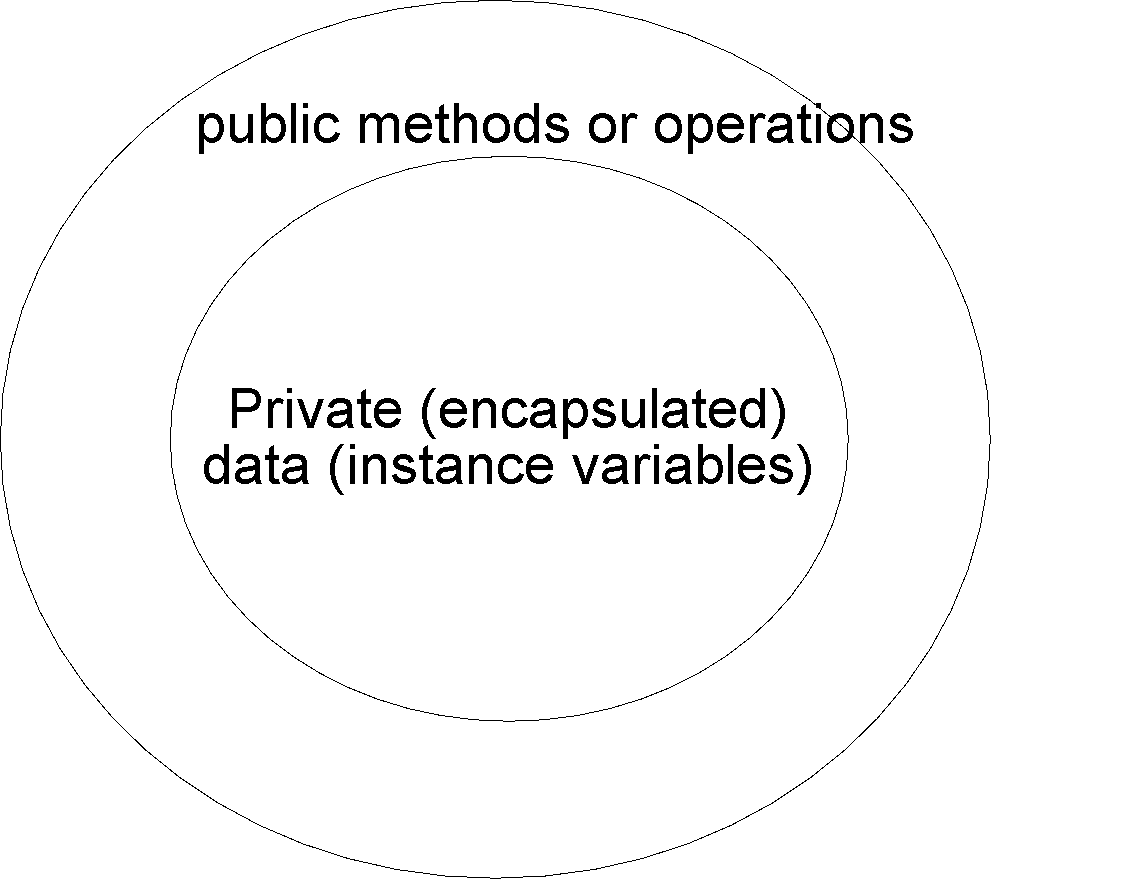 public methods or operations
Private (encapsulated)
data (instance variables)